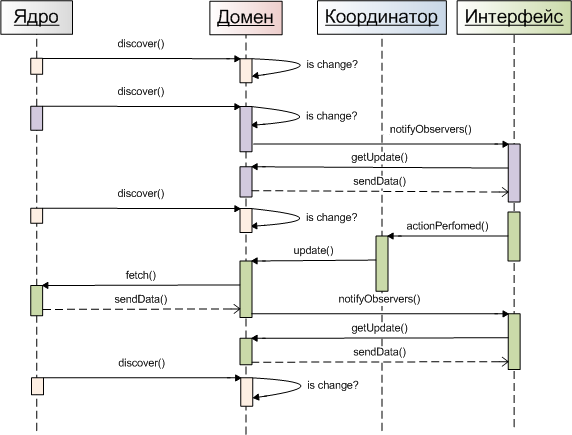 Ядро
Домен
Координатор
Интерфейс
discover()
is change?
discover()
is change?
notifyObservers()
getUpdate()
sendData()
discover()
is change?
actionPerfomed()
update()
fetch()
sendData()
notifyObservers()
getUpdate()
sendData()
discover()
is change?